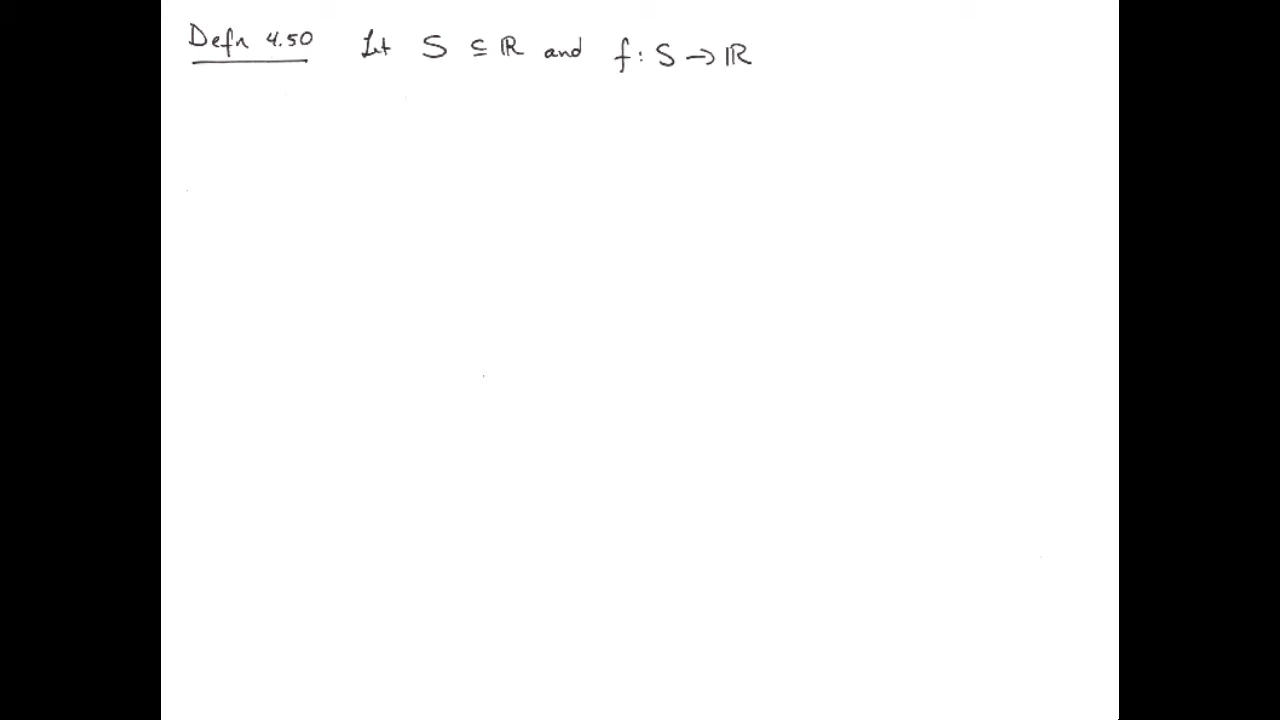 Defn 4.50 Let S ⊆ ℝ and f: S → ℝ